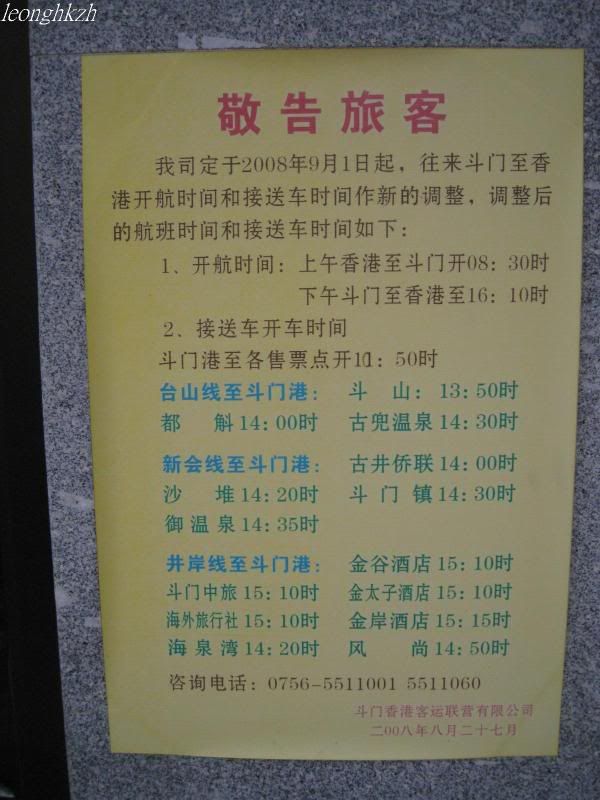 leonghkzh
敬告旅客
我司定于2008年9月1日起，往来斗门至香
港开航时间和接送车时间作新的调整，调整后
的航班时间和接送车时间如下：
1、开航时间：上午香港至斗门开08：30时
下午斗门至香港至16：10时
2、接送车开车时间
斗门港至各售票点开11：50时
台山线至斗门港： 斗 山：13：50时
都 斛14：00时 古兜温泉14：30时
新会线至斗门港： 古井侨联14：00时
沙 堆14：20时 斗 门 镇14：30时
御 温 泉14：35时
井岸线至斗门港： 金谷酒店15：10时
斗门中旅15：10时 金太子酒店15：10时
海外旅行社15：10时 金岸酒店15：15时
海 泉 湾14：20时 风 尚14：50时
咨询电话：0756-5511001 5511060
斗门香港客运联营有限公司
二00八年八月二十七月